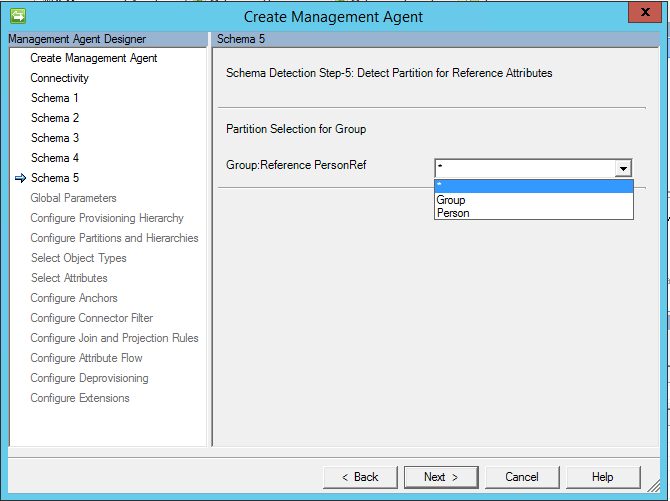 Create Management Agent
x
Management Agent Designer
Schema 5
Create Management Agent
Connectivity
Schema 1
Schema 2
Schema 3
Schema 4
Schema 5
Global Parameters
Configure Provisioning Hierarchy
Configure Partitions and Hierarchies
Select Object Types
Select Attributes
Configure Anchors
Configure Connector Filter
Configure Join and Projection Rules
Configure Attribute Flow
Configure Deprovisioning
Configure Extensions
Schema Detection Step-5: Detect Partition for Reference Attributes
Partition Selection for Group
Group:Reference PersonRef
*
*
Group
Person
< Back
Next >
Cancel
Help